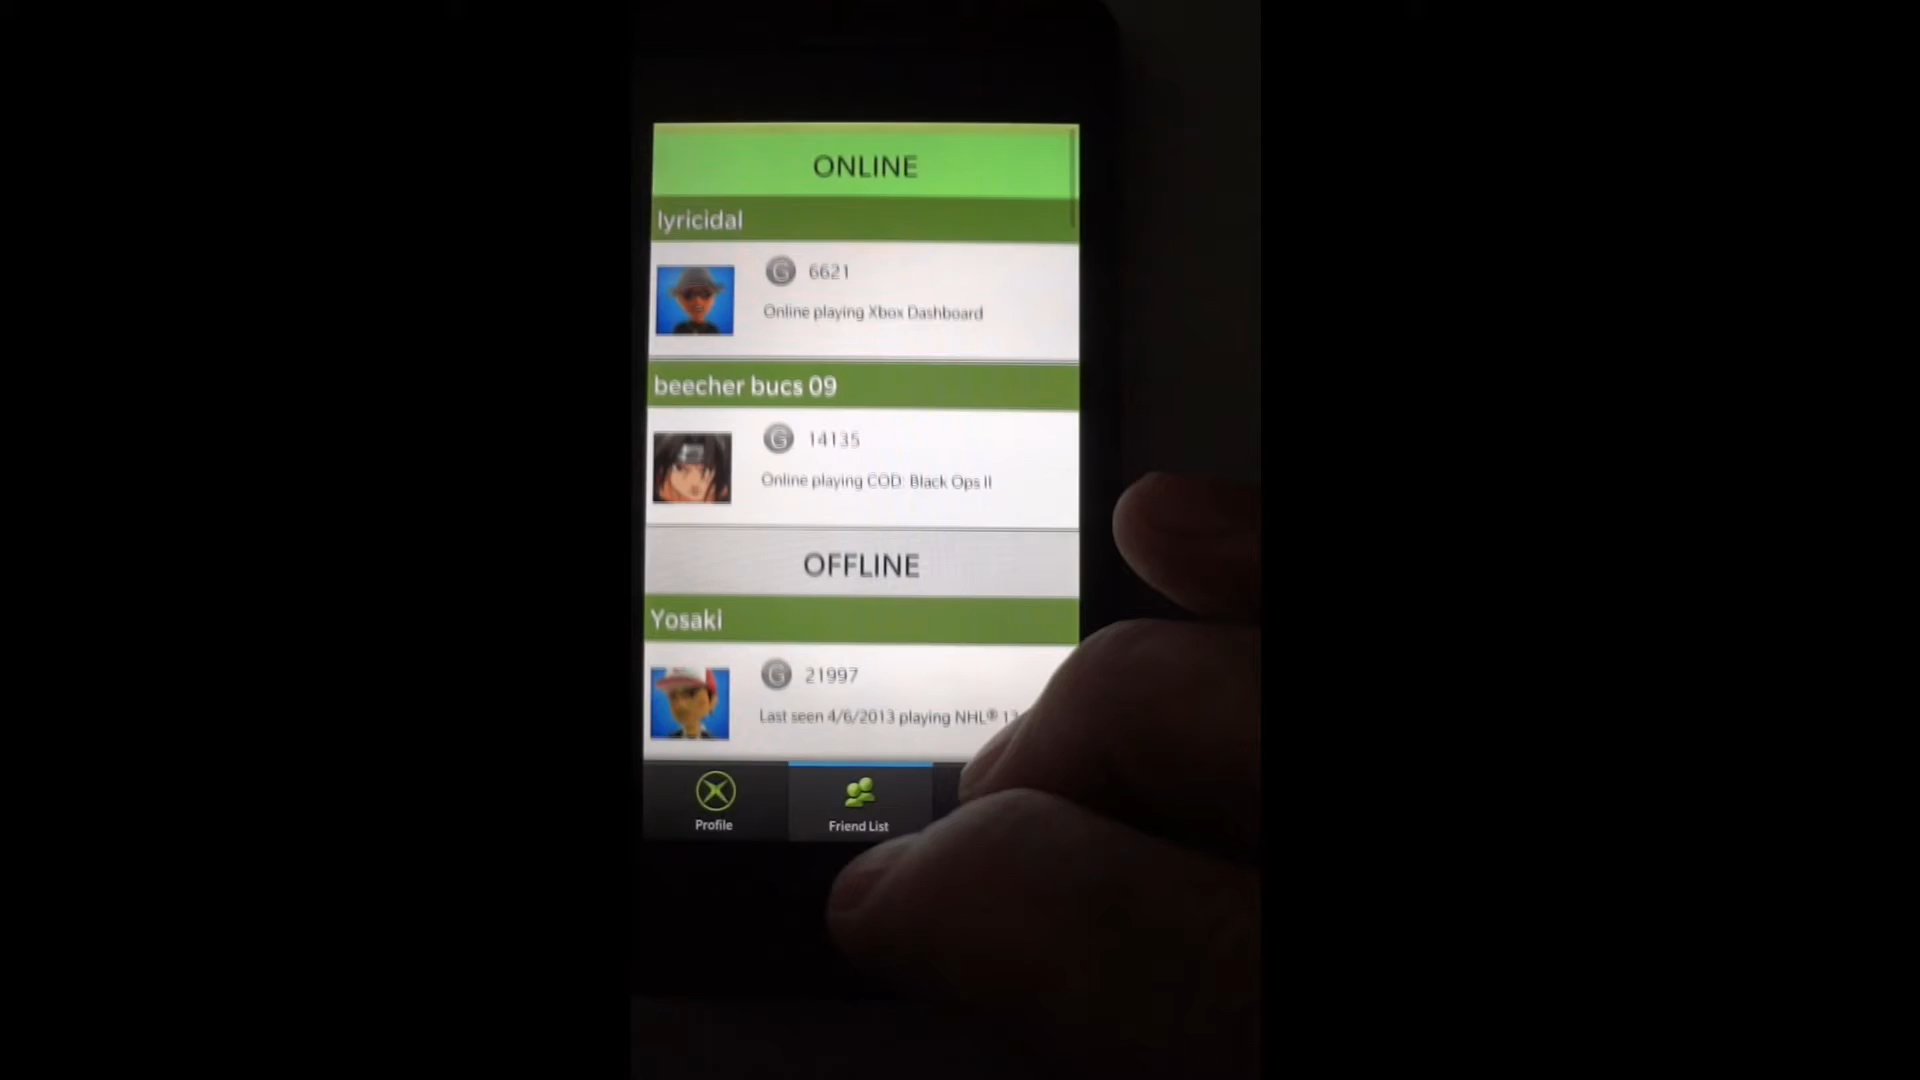 ONLINE
lyricidal
G 6621
Online playing Xbox Dashboard
beecher bucs 09
G 14135
Online playing COD: Black Ops II
OFFLINE
Yosaki
G 21997
Last seen 4/6/2013 playing NHL®
Profile
Friend List